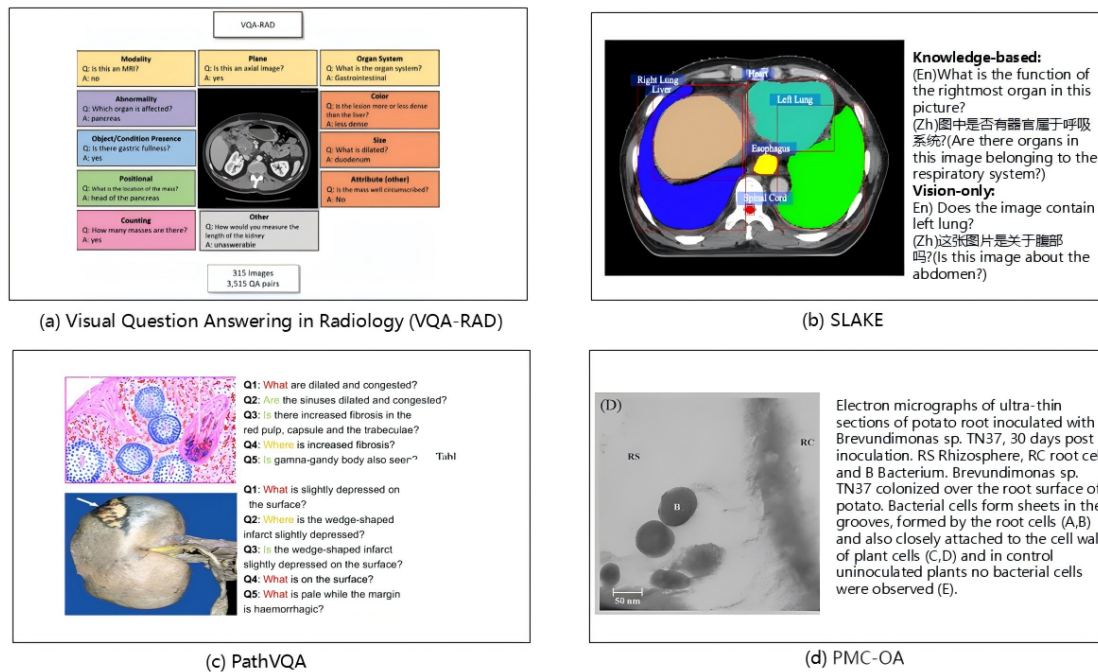 VQA-RAD
Modality
Q: Is this an MRI?
A: no
Plane
Q: Is this an axial image?
A: yes
Organ System
Q: What is the organ system?
A: Gastrointestinal
Abnormality
Q: Which organ is affected?
A: pancreas
Color
Q: Is the lesion more or less dense
than the liver?
A: less dense
Object/Condition Presence
Q: Is there gastric fullness?
A: yes
Size
Q: What is dilated?
A: duodenum
Positional
Q: What is the location of the mass?
A: head of the pancreas
Attribute (other)
Q: Is the mass well circumscribed?
A: No
Counting
Q: How many masses are there?
A: yes
Other
Q: How would you measure the
length of the kidney
A: unaswerable
315 Images
3,515 QA pairs
(a) Visual Question Answering in Radiology (VQA-RAD)
Right Lung
Liver
Heart
Left Lung
Esophagus
Spinal Cord
Knowledge-based:
(En)What is the function of
the rightmost organ in this
picture?
(Zh)图中是否有器官属于呼吸
系统?(Are there organs in
this image belonging to the
respiratory system?)
Vision-only:
En) Does the image contain
left lung?
(Zh)这张图片是关于腹部
吗?(Is this image about the
abdomen?)
(b) SLAKE
Q1: What are dilated and congested?
Q2: Are the sinuses dilated and congested?
Q3: Is there increased fibrosis in the
red pulp, capsule and the trabeculae?
Q4: Where is increased fibrosis?
Q5: Is gamna-gandy body also seen?
Tabl
Q1: What is slightly depressed on
the surface?
Q2: Where is the wedge-shaped
infarct slightly depressed?
Q3: Is the wedge-shaped infarct
slightly depressed on the surface?
Q4: What is on the surface?
Q5: What is pale while the margin
is haemorrhagic?
(c) PathVQA
(D)
RS
RC
B
50 nm
Electron micrographs of ultra-thin
sections of potato root inoculated with
Brevundimonas sp. TN37, 30 days post
inoculation. RS Rhizosphere, RC root cel
and B Bacterium. Brevundimonas sp.
TN37 colonized over the root surface of
potato. Bacterial cells form sheets in the
grooves, formed by the root cells (A,B)
and also closely attached to the cell wal
of plant cells (C,D) and in control
uninoculated plants no bacterial cells
were observed (E).
(d) PMC-OA